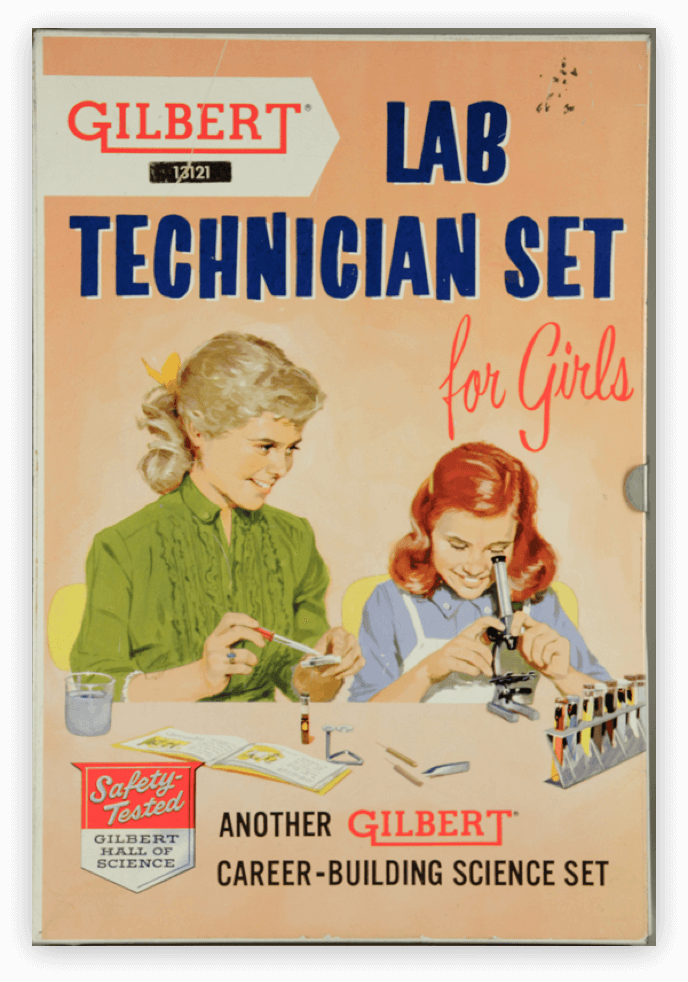 GILBERT®
13121
LAB
TECHNICIAN SET
for Girls
Safety-
Tested
GILBERT
HALL OF
SCIENCE
ANOTHER GILBERT®
CAREER-BUILDING SCIENCE SET